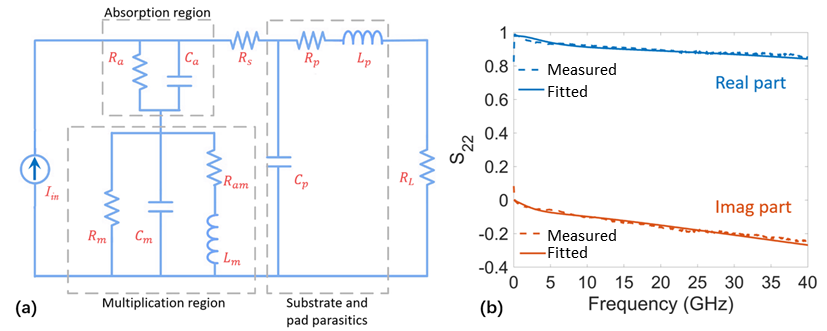 Absorption region
R_a
C_a
R_s
R_p
L_p
I_in
R_m
C_m
R_am
L_m
C_p
R_L
(a)
Multiplication region
Substrate and
pad parasitics
S_22
1
0.8
0.6
0.4
0.2
0
-0.2
-0.4
Measured
Fitted
Real part
Imag part
Measured
Fitted
0 5 10 15 20 25 30 35 40
(b)
Frequency (GHz)